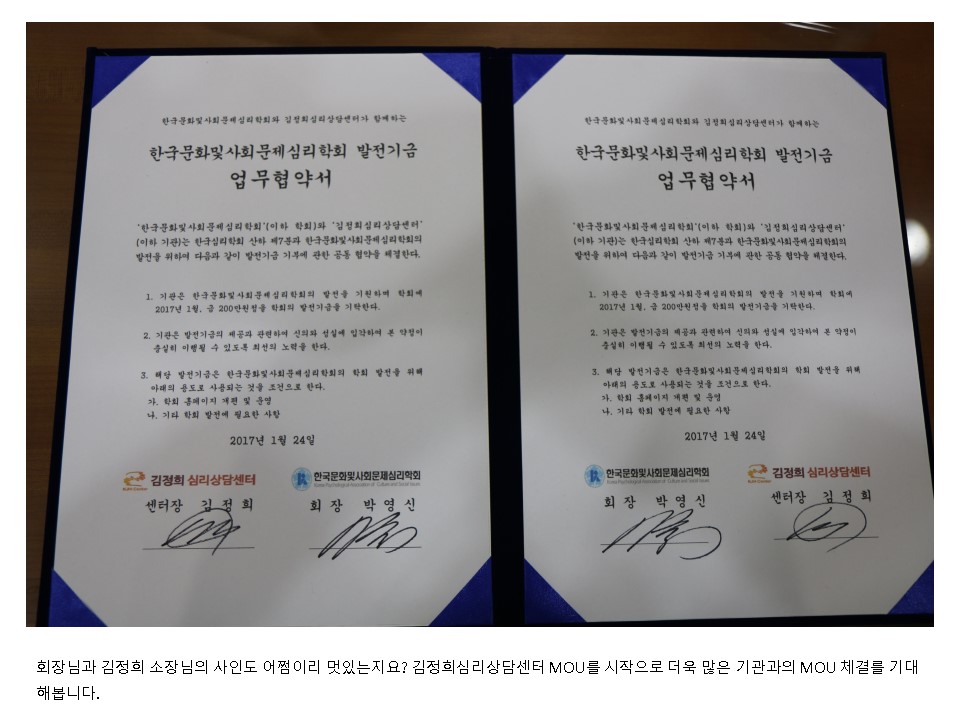 한국문화및사회문제심리학회와 김정희심리상담센터가 함께하는
한국문화및사회문제심리학회 발전기금
업무협약서
'한국문화및사회문제심리학회'(이하 학회)와 '김정희심리상담센터'
(이하 기관)는 한국심리학회 산하 제7분과 한국문화및사회문제심리학회의
발전을 위하여 다음과 같이 발전기금 기부에 관한 공동 협약을 체결한다.
1. 기관은 한국문화및사회문제심리학회의 발전을 기원하며 학회에
2017년 1월, 금 200만원정을 학회의 발전기금을 기탁한다.
2. 기관은 발전기금의 제공과 관련하여 신의와 성실에 입각하여 본 약정이
충실히 이행될 수 있도록 최선의 노력을 한다.
3. 해당 발전기금은 한국문화및사회문제심리학회의 학회 발전을 위해
아래의 용도로 사용되는 것을 조건으로 한다.
가. 학회 홈페이지 개편 및 운영
나. 기타 학회 발전에 필요한 사항
2017년 1월 24일
김정희 심리상담센터
KJH Center
한국문화및사회문제심리학회
Korea Psychological Association of Culture and Social Issues
센터장 김정희
회장 박영신
한국문화및사회문제심리학회와 김정희심리상담센터가 함께하는
한국문화및사회문제심리학회 발전기금
업무협약서
'한국문화및사회문제심리학회'(이하 학회)와 '김정희심리상담센터'
(이하 기관)는 한국심리학회 산하 제7분과 한국문화및사회문제심리학회의
발전을 위하여 다음과 같이 발전기금 기부에 관한 공동 협약을 체결한다.
1. 기관은 한국문화및사회문제심리학회의 발전을 기원하며 학회에
2017년 1월, 금 200만원정을 학회의 발전기금을 기탁한다.
2. 기관은 발전기금의 제공과 관련하여 신의와 성실에 입각하여 본 약정이
충실히 이행될 수 있도록 최선의 노력을 한다.
3. 해당 발전기금은 한국문화및사회문제심리학회의 학회 발전을 위해
아래의 용도로 사용되는 것을 조건으로 한다.
가. 학회 홈페이지 개편 및 운영
나. 기타 학회 발전에 필요한 사항
2017년 1월 24일
한국문화및사회문제심리학회
Korea Psychological Association of Culture and Social Issues
김정희 심리상담센터
KJH Center
회장 박영신
센터장 김정희
회장님과 김정희 소장님의 사인도 어쩜이리 멋있는지요? 김정희심리상담센터 MOU를 시작으로 더욱 많은 기관과의 MOU 체결를 기대
해봅니다.